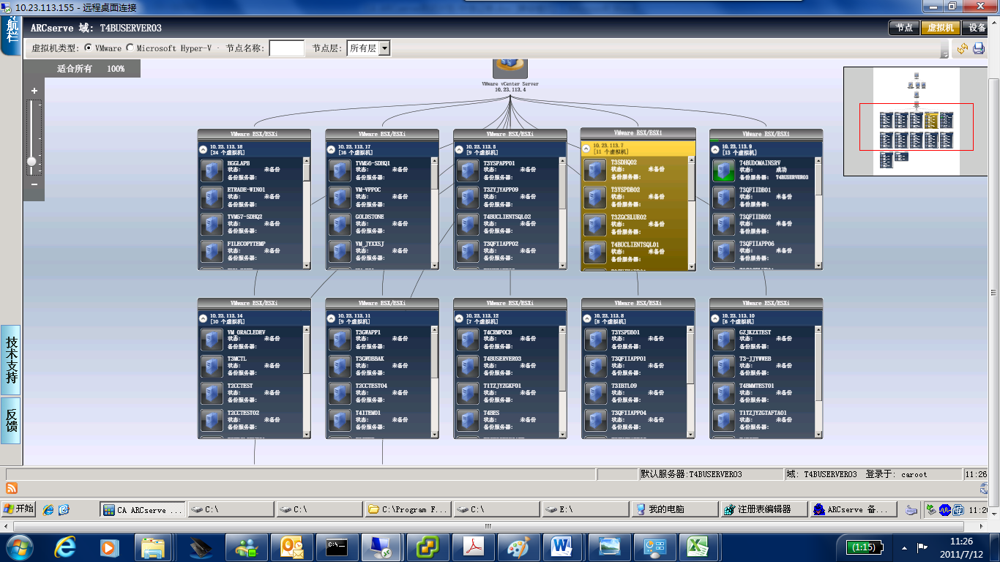 10.23.113.155 - 远程桌面连接
航栏
ARCserve 域: T4BUSERVER03
节点 虚拟机 设备
虚拟机类型: VMware Microsoft Hyper-V · 节点名称: 节点层: 所有层
适合所有 100%
VMware vCenter Server
10.23.113.4
VMware ESX/ESXi
10.23.113.18
[24 个虚拟机]
HGGLAPB
状态: 未备份
备份服务器:
ETRADE-WIN01
状态: 未备份
备份服务器:
TVM57-SDHQ2
状态: 未备份
备份服务器:
FILECOPYTEMP
状态: 未备份
备份服务器:
VMware ESX/ESXi
10.23.113.17
[16 个虚拟机]
TVM56-SDHQ1
状态: 未备份
备份服务器:
VM-VPPOC
状态: 未备份
备份服务器:
GOLDSTONE
状态: 未备份
备份服务器:
VM_JYXXSJ
状态: 未备份
备份服务器:
VMware ESX/ESXi
10.23.113.5
[9 个虚拟机]
T3YSPAPP01
状态: 未备份
备份服务器:
T3ZYJYAPP09
状态: 未备份
备份服务器:
T4BUCLIENTSQL02
状态: 未备份
备份服务器:
T3QFIIAPP02
状态: 未备份
备份服务器:
VMware ESX/ESXi
10.23.113.7
[11 个虚拟机]
T3SDHQ02
状态: 未备份
备份服务器:
T3YSPDB02
状态: 未备份
备份服务器:
T3ZGCELUE02
状态: 未备份
备份服务器:
T4BUCLIENTSQL01
状态: 未备份
备份服务器:
VMware ESX/ESXi
10.23.113.9
[13 个虚拟机]
T4BUDOMAINSRV
状态: 成功
备份服务器: T4BUSERVER03
T3QFIIDB01
状态: 未备份
备份服务器:
T3QFIIDB02
状态: 未备份
备份服务器:
T3QFIIAPP06
状态: 未备份
备份服务器:
VMware ESX/ESXi
10.23.113.14
[10 个虚拟机]
VM_ORACLEDEV
状态: 未备份
备份服务器:
T3MCTL
状态: 未备份
备份服务器:
T2CCTEST
状态: 未备份
备份服务器:
T2CCTEST02
状态: 未备份
备份服务器:
VMware ESX/ESXi
10.23.113.11
[9 个虚拟机]
T3GWAPP1
状态: 未备份
备份服务器:
T3GWDBBAK
状态: 未备份
备份服务器:
T2CCTEST04
状态: 未备份
备份服务器:
T4ITEMD1
状态: 未备份
备份服务器:
VMware ESX/ESXi
10.23.113.12
[7 个虚拟机]
T4CRMPOCB
状态: 未备份
备份服务器:
T4BUSERVER03
状态: 未备份
备份服务器:
T1TZJYZGKF01
状态: 未备份
备份服务器:
T4BES
状态: 未备份
备份服务器:
VMware ESX/ESXi
10.23.113.8
[8 个虚拟机]
T3YSPDB01
状态: 未备份
备份服务器:
T3QFIIAPP01
状态: 未备份
备份服务器:
T3IBTL09
状态: 未备份
备份服务器:
T3QFIIAPP04
状态: 未备份
备份服务器:
VMware ESX/ESXi
10.23.113.10
[6 个虚拟机]
GZJKZXTEST
状态: 未备份
备份服务器:
T3-JJYWWEB
状态: 未备份
备份服务器:
T4BMMTEST01
状态: 未备份
备份服务器:
T1TZJYZGTAFTA01
状态: 未备份
备份服务器:
技术支持
反馈
默认服务器:T4BUSERVER03 域: T4BUSERVER03 登录于: caroot 11:26
开始 CA ARCserve ... C:\ C:\ C:\Program F... C:\ E:\ 我的电脑 注册表编辑器 ARCserve 备...
(1:15) 11:26
2011/7/12